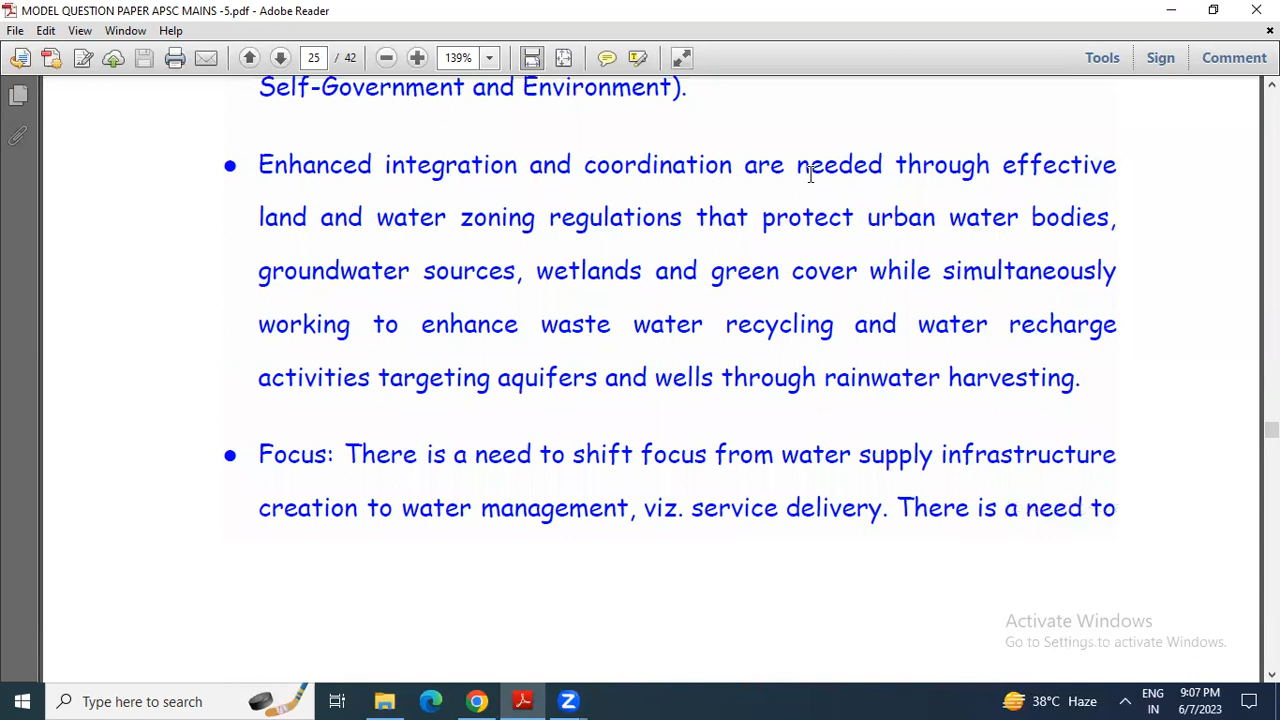 MODEL QUESTION PAPER APSC MAINS -5.pdf - Adobe Reader
File Edit View Window Help
25 / 42 139% Tools Sign Comment
Self-Government and Environment).
● Enhanced integration and coordination are needed through effective
land and water zoning regulations that protect urban water bodies,
groundwater sources, wetlands and green cover while simultaneously
working to enhance waste water recycling and water recharge
activities targeting aquifers and wells through rainwater harvesting.
● Focus: There is a need to shift focus from water supply infrastructure
creation to water management, viz. service delivery. There is a need to
Activate Windows
Go to Settings to activate Windows.
Type here to search
38°C Haze
ENG
IN
9:07 PM
6/7/2023